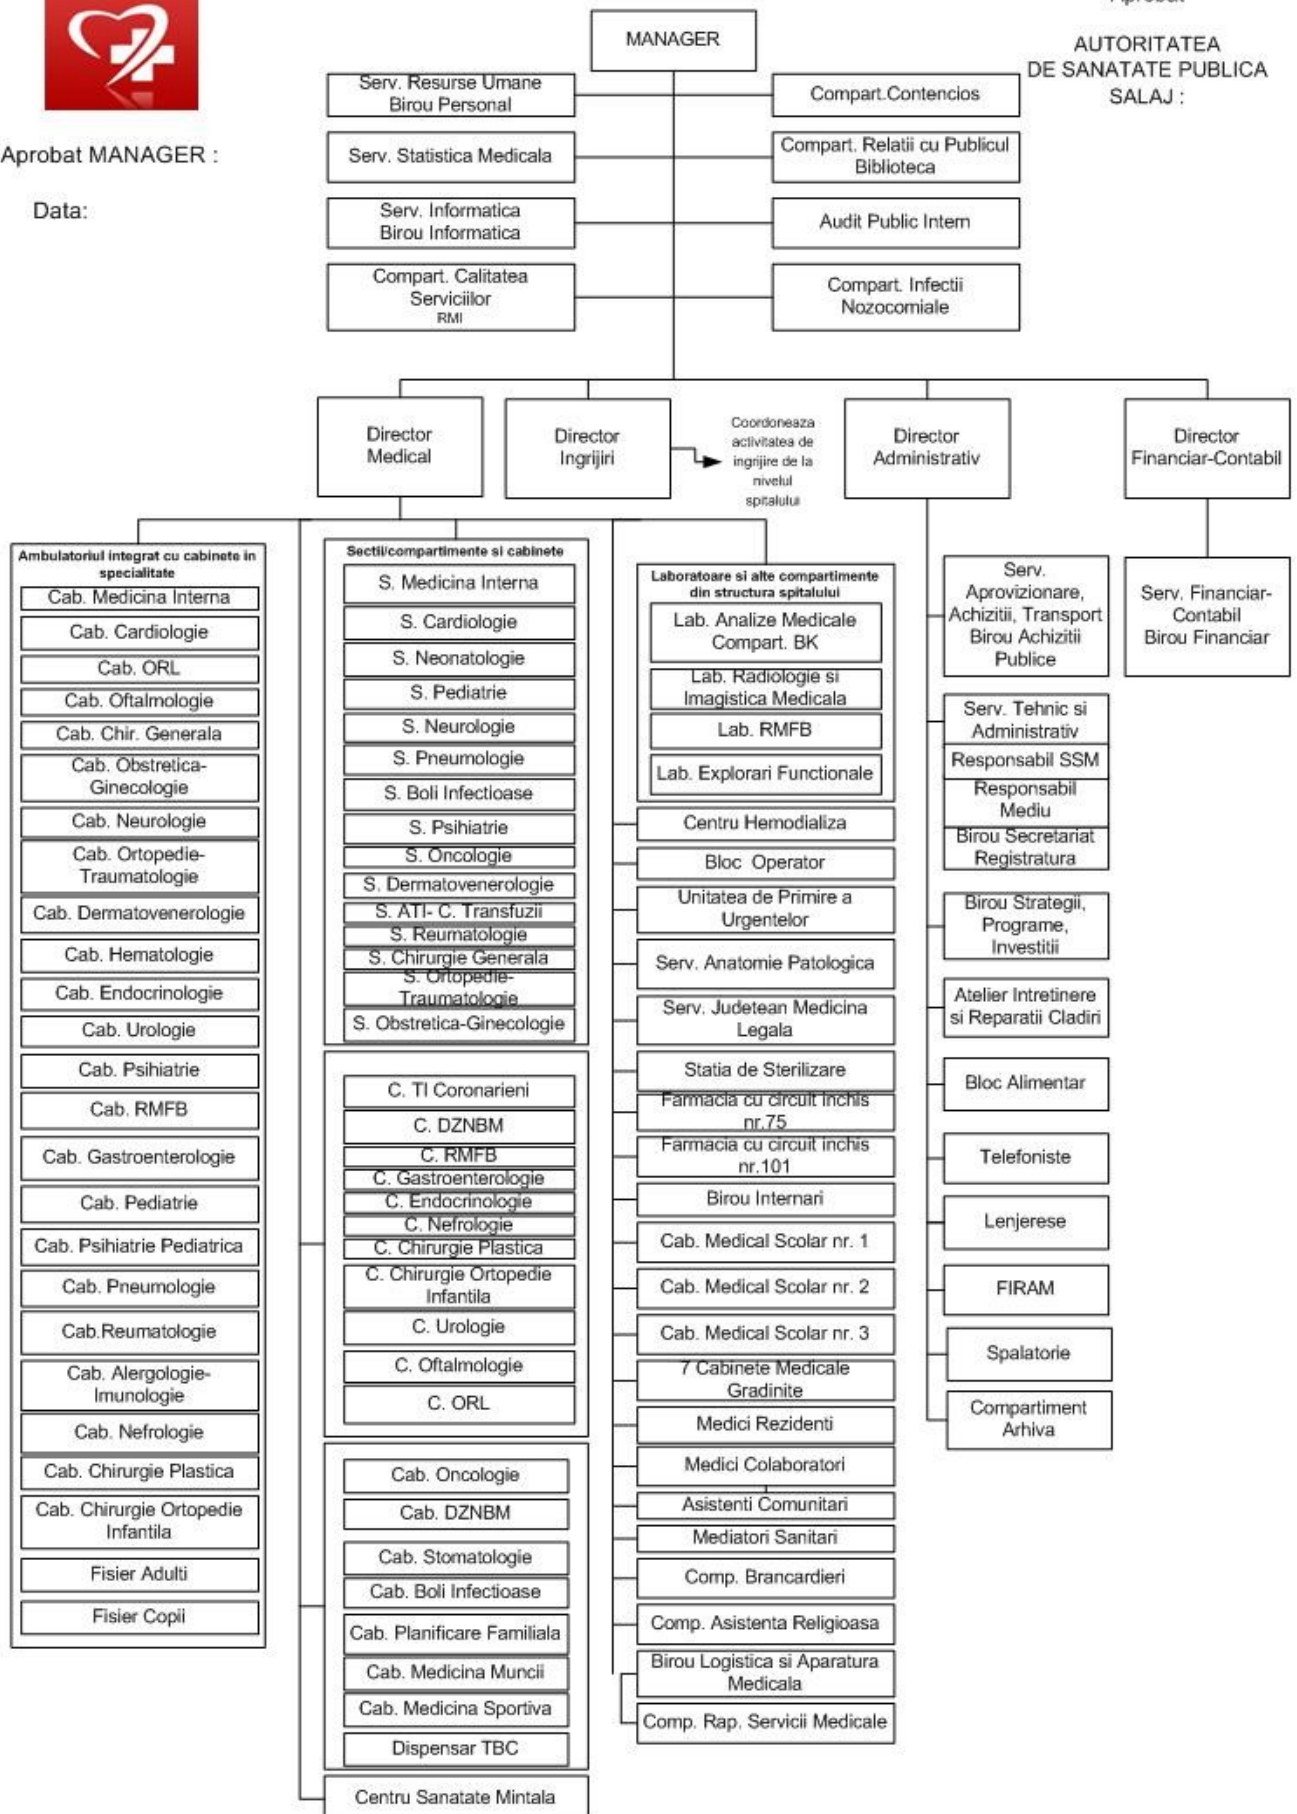 Aprobat
AUTORITATEA
DE SANATATE PUBLICA
SALAJ :
Aprobat MANAGER :
Data:
MANAGER
Serv. Resurse Umane
Birou Personal
Compart.Contencios
Serv. Statistica Medicala
Compart. Relatii cu Publicul
Biblioteca
Serv. Informatica
Birou Informatica
Audit Public Intern
Compart. Calitatea
Serviciilor
RMI
Compart. Infectii
Nozocomiale
Director
Medical
Director
Ingrijiri
Coordoneaza
activitatea de
ingrijire de la
nivelul
spitalului
Director
Administrativ
Director
Financiar-Contabil
Ambulatoriul integrat cu cabinete in
specialitate
Cab. Medicina Interna
Cab. Cardiologie
Cab. ORL
Cab. Oftalmologie
Cab. Chir. Generala
Cab. Obstretica-
Ginecologie
Cab. Neurologie
Cab. Ortopedie-
Traumatologie
Cab. Dermatovenerologie
Cab. Hematologie
Cab. Endocrinologie
Cab. Urologie
Cab. Psihiatrie
Cab. RMFB
Cab. Gastroenterologie
Cab. Pediatrie
Cab. Psihiatrie Pediatrica
Cab. Pneumologie
Cab.Reumatologie
Cab. Alergologie-
Imunologie
Cab. Nefrologie
Cab. Chirurgie Plastica
Cab. Chirurgie Ortopedie
Infantila
Fisier Adulti
Fisier Copii
Sectii/compartimente si cabinete
S. Medicina Interna
S. Cardiologie
S. Neonatologie
S. Pediatrie
S. Neurologie
S. Pneumologie
S. Boli Infectioase
S. Psihiatrie
S. Oncologie
S. Dermatovenerologie
S. ATI- C. Transfuzii
S. Reumatologie
S. Chirurgie Generala
S. Ortopedie-
Traumatologie
S. Obstretica-Ginecologie
C. TI Coronarieni
C. DZNBM
C. RMFB
C. Gastroenterologie
C. Endocrinologie
C. Nefrologie
C. Chirurgie Plastica
C. Chirurgie Ortopedie
Infantila
C. Urologie
C. Oftalmologie
C. ORL
Cab. Oncologie
Cab. DZNBM
Cab. Stomatologie
Cab. Boli Infectioase
Cab. Planificare Familiala
Cab. Medicina Muncii
Cab. Medicina Sportiva
Dispensar TBC
Centru Sanatate Mintala
Laboratoare si alte compartimente
din structura spitalului
Lab. Analize Medicale
Compart. BK
Lab. Radiologie si
Imagistica Medicala
Lab. RMFB
Lab. Explorari Functionale
Centru Hemodializa
Bloc Operator
Unitatea de Primire a
Urgentelor
Serv. Anatomie Patologica
Serv. Judetean Medicina
Legala
Statia de Sterilizare
Farmacia cu circuit inchis
nr.75
Farmacia cu circuit inchis
nr.101
Birou Internari
Cab. Medical Scolar nr. 1
Cab. Medical Scolar nr. 2
Cab. Medical Scolar nr. 3
7 Cabinete Medicale
Gradinite
Medici Rezidenti
Medici Colaboratori
Asistenti Comunitari
Mediatori Sanitari
Comp. Brancardieri
Comp. Asistenta Religioasa
Birou Logistica si Aparatura
Medicala
Comp. Rap. Servicii Medicale
Serv.
Aprovizionare,
Achizitii, Transport
Birou Achizitii
Publice
Serv. Tehnic si
Administrativ
Responsabil SSM
Responsabil
Mediu
Birou Secretariat
Registratura
Birou Strategii,
Programe,
Investitii
Atelier Intretinere
si Reparatii Cladiri
Bloc Alimentar
Telefoniste
Lenjerese
FIRAM
Spalatorie
Compartiment
Arhiva
Serv. Financiar-
Contabil
Birou Financiar